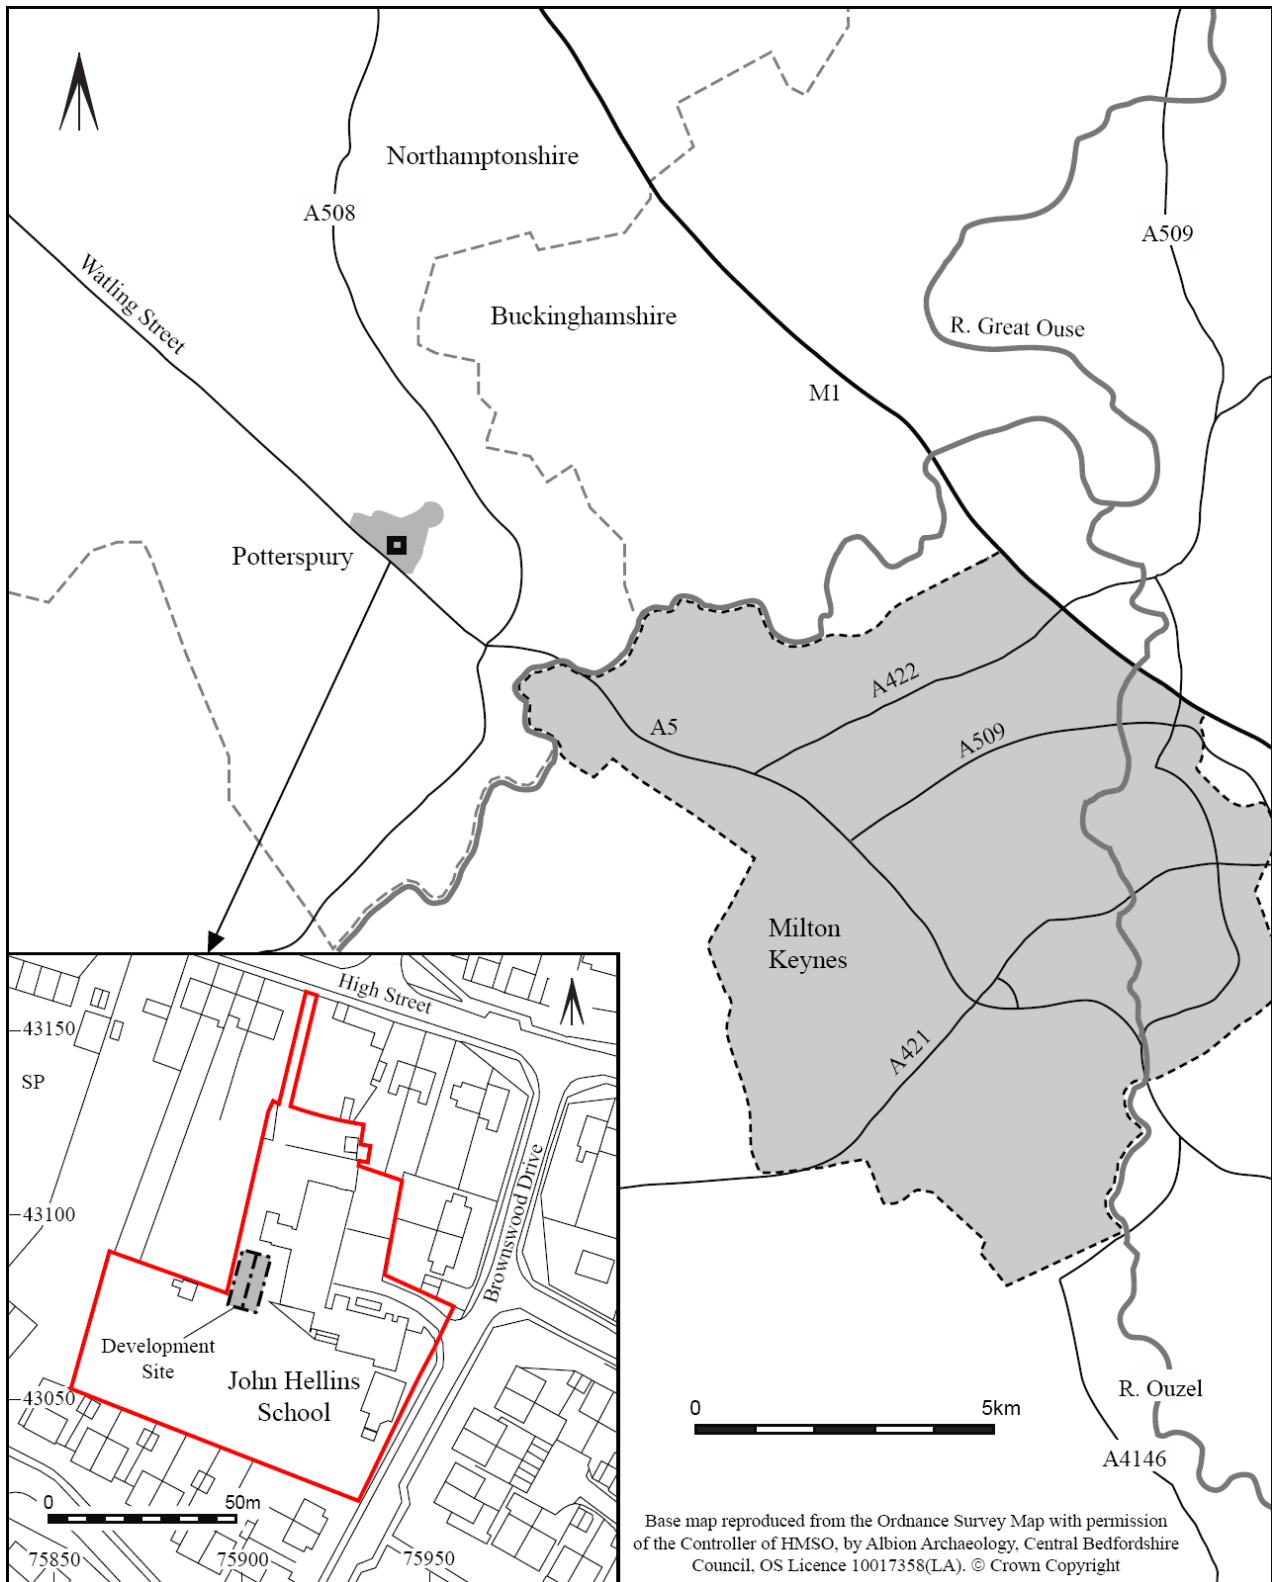 Northamptonshire
A508
A509
Watling Street
Buckinghamshire
R. Great Ouse
M1
Potterspury
A422
A5
A509
Milton
Keynes
A421
High Street
43150
SP
43100
Brownswood Drive
Development
Site
John Hellins
School
43050
0 50m
75850 75900 75950
0 5km
R. Ouzel
A4146
Base map reproduced from the Ordnance Survey Map with permission
of the Controller of HMSO, by Albion Archaeology, Central Bedfordshire
Council, OS Licence 10017358(LA). © Crown Copyright